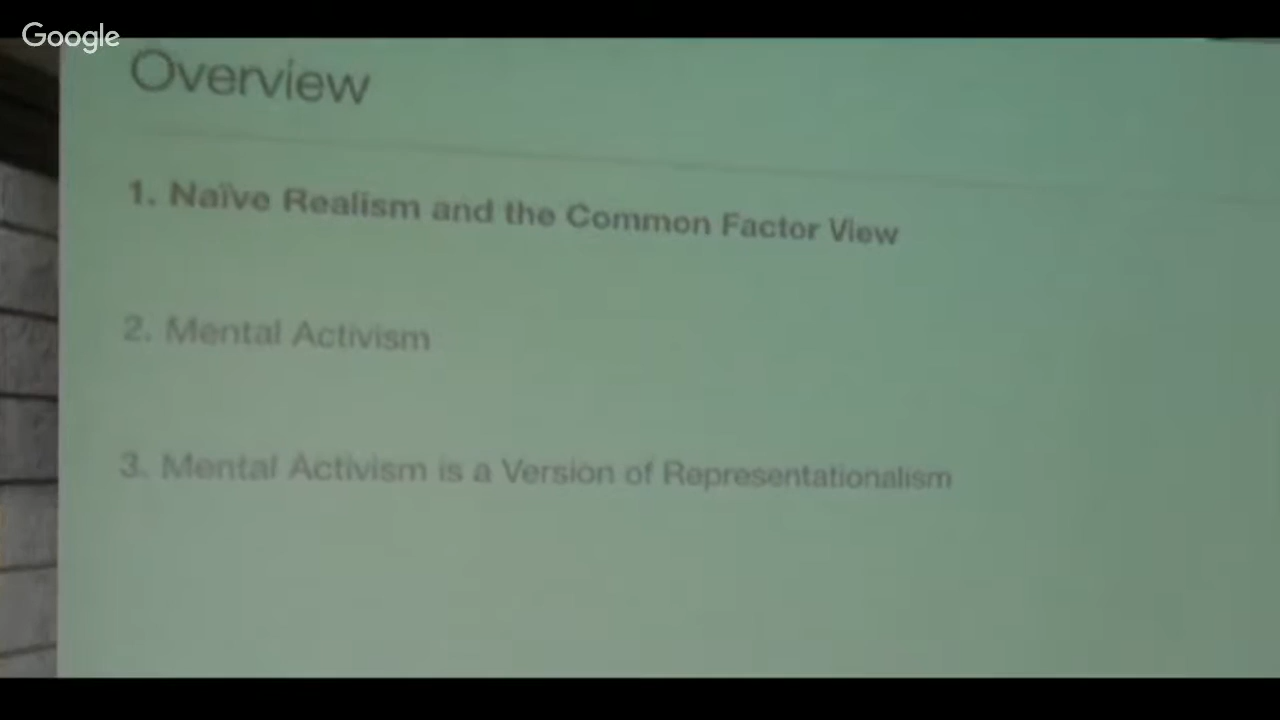 Google
Overview
1. Naïve Realism and the Common Factor View
2. Mental Activism
3. Mental Activism is a Version of Representationalism